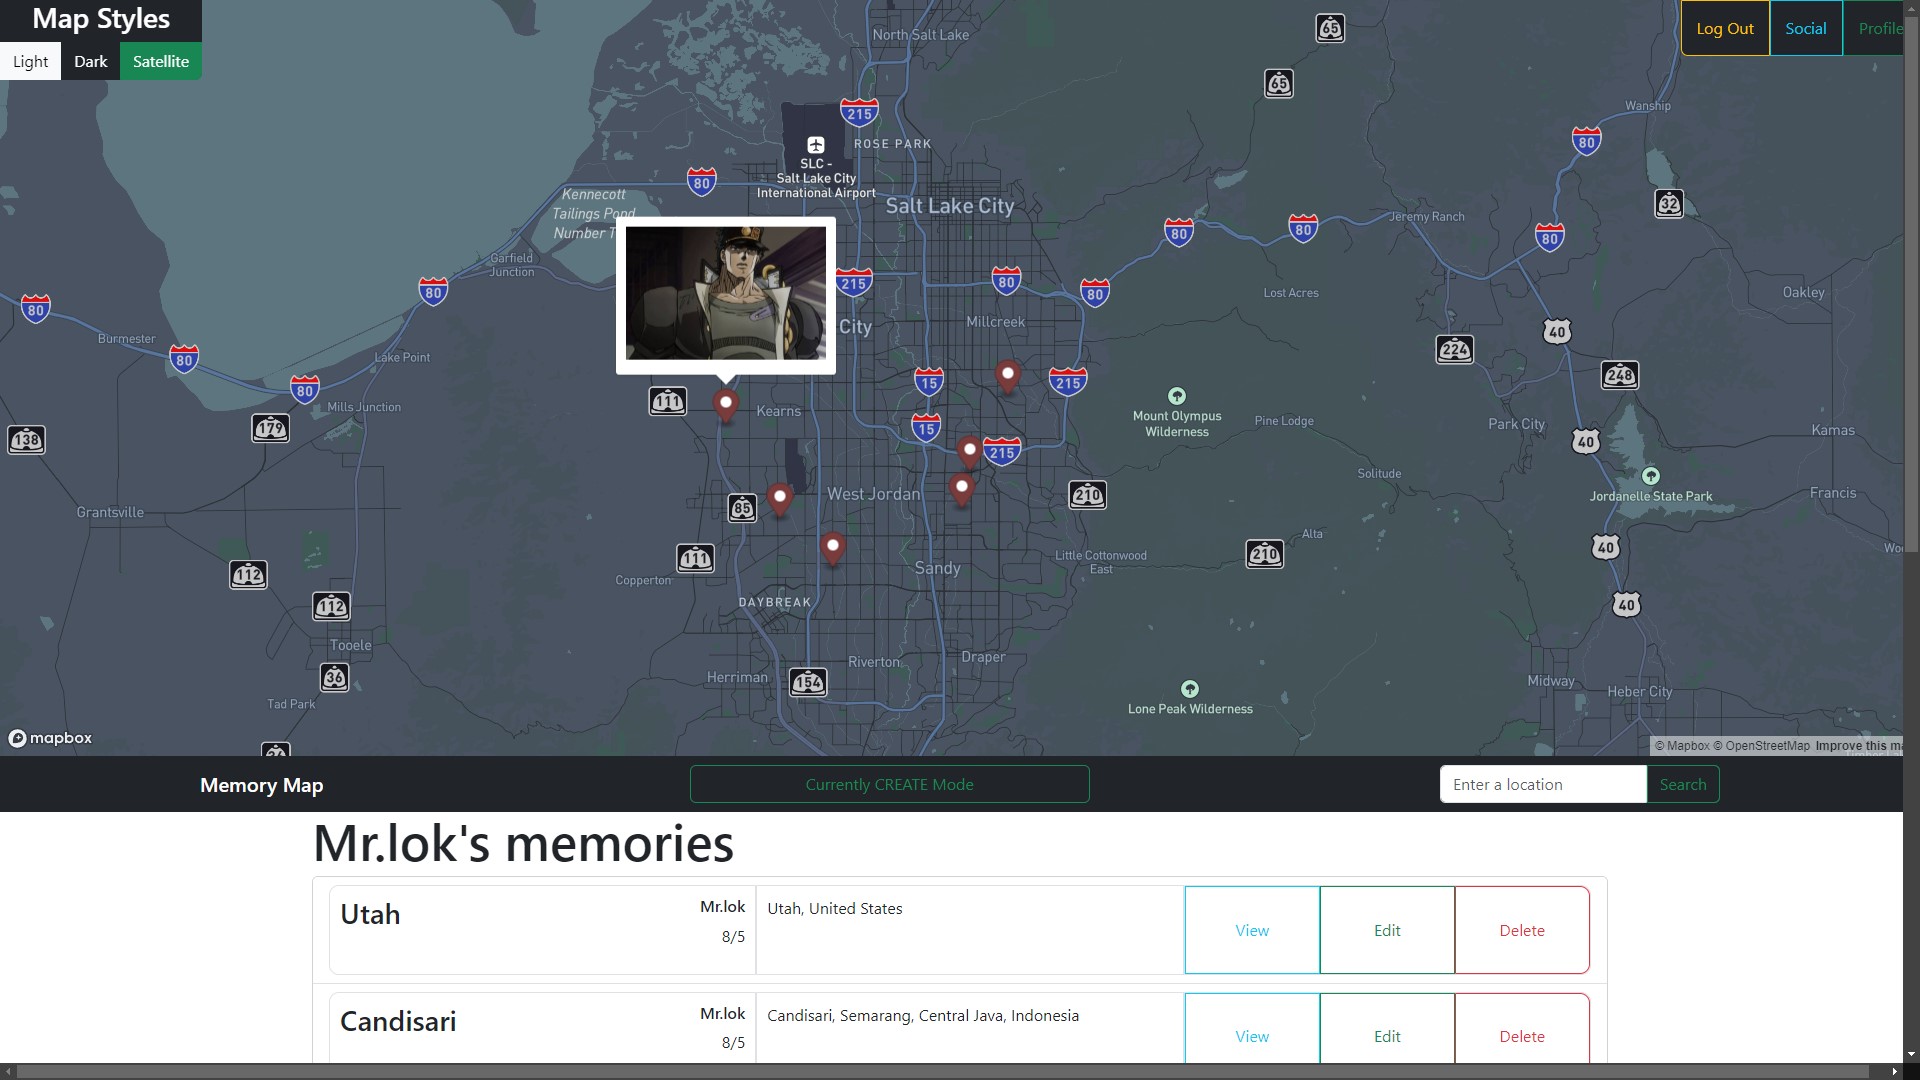 Map Styles
Light Dark Satellite
Log Out Social Profile
North Salt Lake
65
65
215
ROSE PARK
Wanship
80
SLC -
Salt Lake City
International Airport
80
Kennecott
Tailings Pond
Number T
Salt Lake City
32
Jeremy Ranch
80
80
80
Garfield
Junction
215
80
80
80
80
Lost Acres
Oakley
Burmester
City
Millcreek
40
Lake Point
80
224
80
15
215
248
Mills Junction
111
Kearns
Mount Olympus
Wilderness
Pine Lodge
Park City
Kamas
138
179
15
215
40
Solitude
Jordanelle State Park
Francis
West Jordan
210
85
Grantsville
Alta
40
Wo
111
Little Cottonwood
East
210
Copperton
Sandy
112
112
DAYBREAK
40
Tooele
Riverton
Draper
36
Herriman
154
Midway
Heber City
Tad Park
Lone Peak Wilderness
mapbox
© Mapbox © OpenStreetMap Improve this ma
Memory Map
Currently CREATE Mode
Enter a location Search
Mr.lok's memories
Utah Mr.lok Utah, United States
8/5
View Edit Delete
Candisari Mr.lok Candisari, Semarang, Central Java, Indonesia
8/5
View Edit Delete